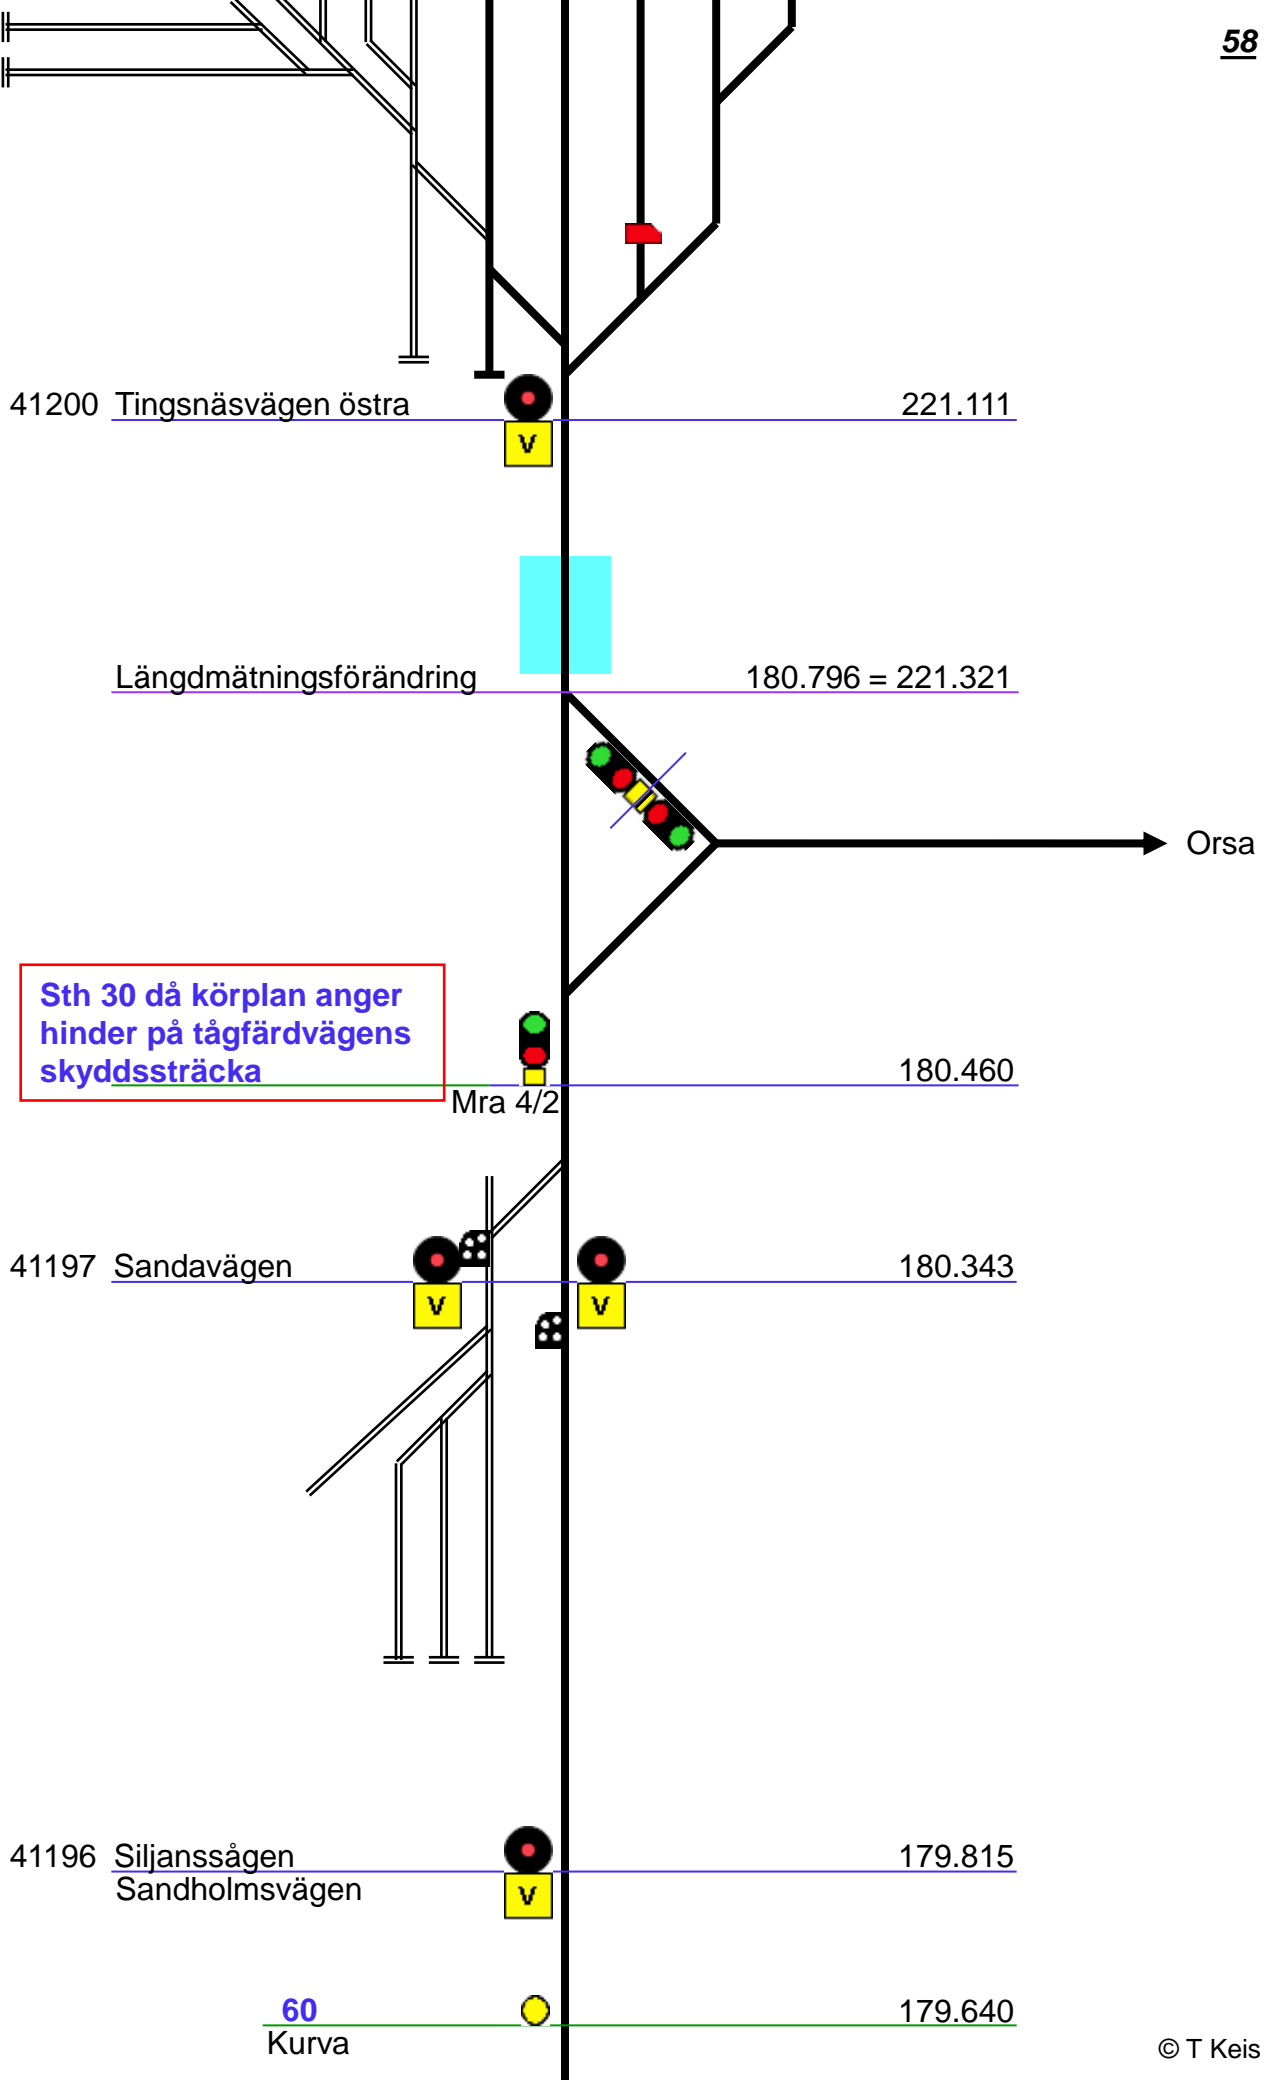 58
41200 Tingsnäsvägen östra 221.111
V
Längdmätningsförändring 180.796 = 221.321
Orsa
Sth 30 då körplan anger
hinder på tågfärdvägens
skyddssträcka
180.460
Mra 4/2
41197 Sandavägen 180.343
V V
41196 Siljanssågen 179.815
Sandholmsvägen
V
60 179.640
Kurva
© T Keis